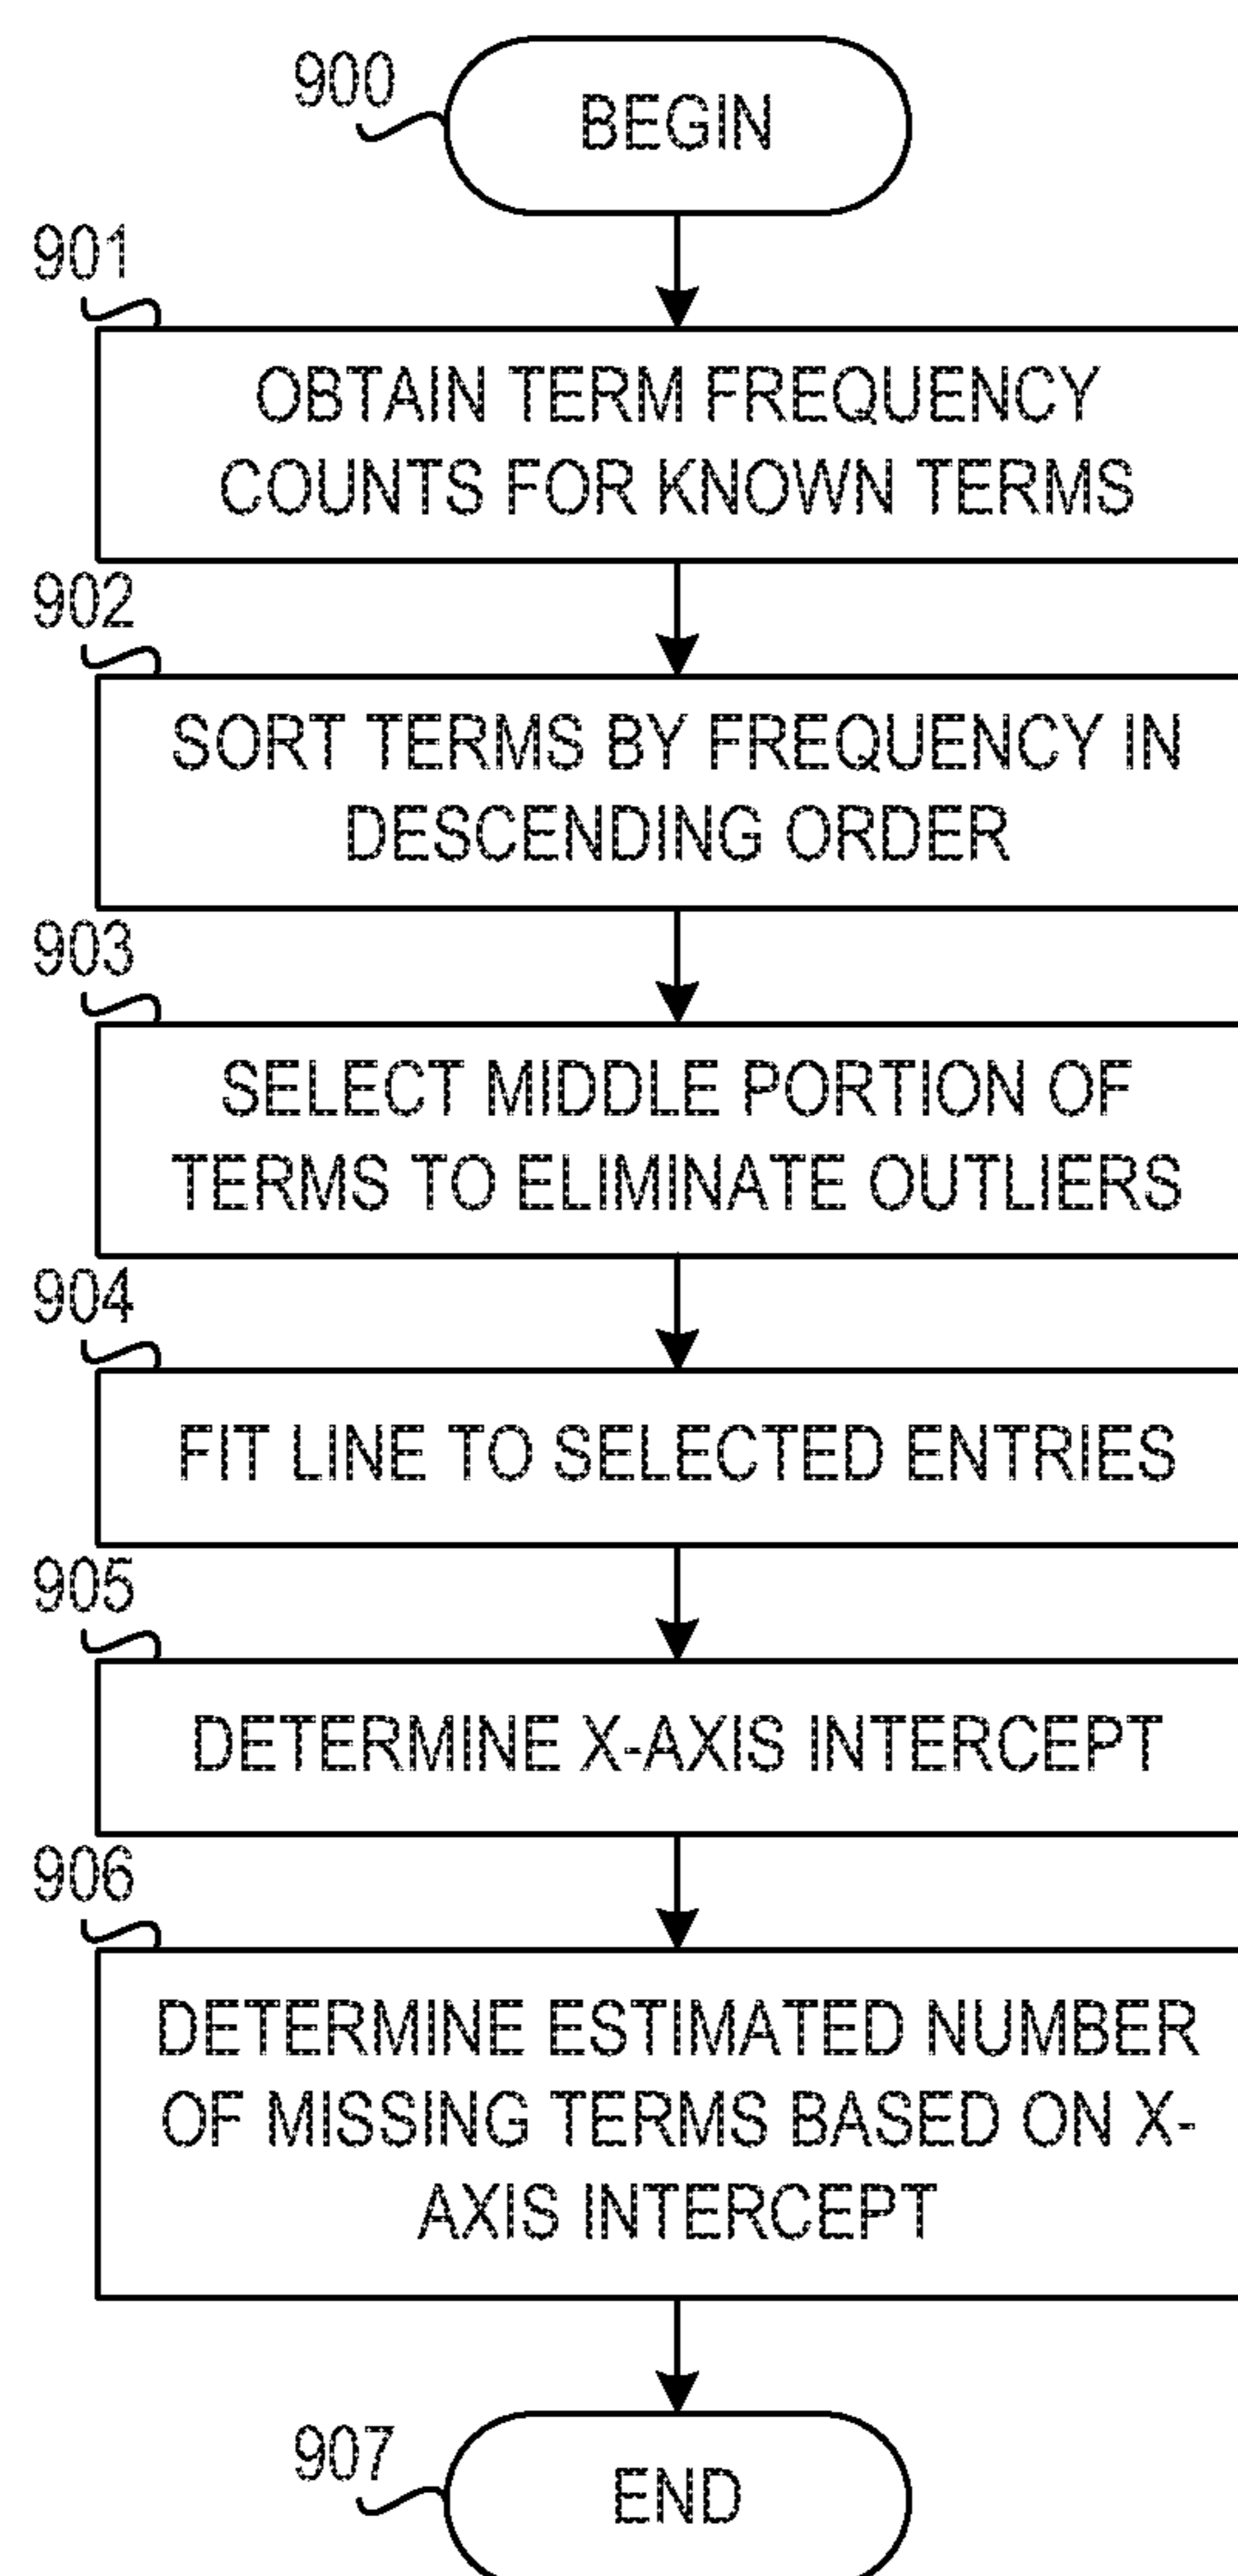 900
BEGIN
901
OBTAIN TERM FREQUENCY
COUNTS FOR KNOWN TERMS
902
SORT TERMS BY FREQUENCY IN
DESCENDING ORDER
903
SELECT MIDDLE PORTION OF
TERMS TO ELIMINATE OUTLIERS
904
FIT LINE TO SELECTED ENTRIES
905
DETERMINE X-AXIS INTERCEPT
906
DETERMINE ESTIMATED NUMBER
OF MISSING TERMS BASED ON X-
AXIS INTERCEPT
907
END